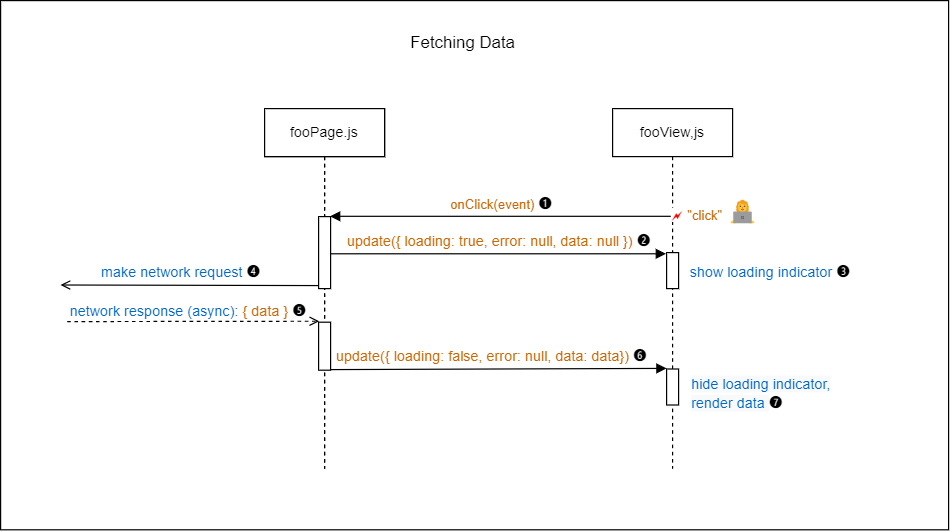 Fetching Data
fooPage.js
fooView,js
onClick(event) ❶
"click"
update({ loading: true, error: null, data: null }) ❷
make network request ❹
show loading indicator ❸
network response (async): { data } ❺
update({ loading: false, error: null, data: data}) ❻
hide loading indicator,
render data ❼